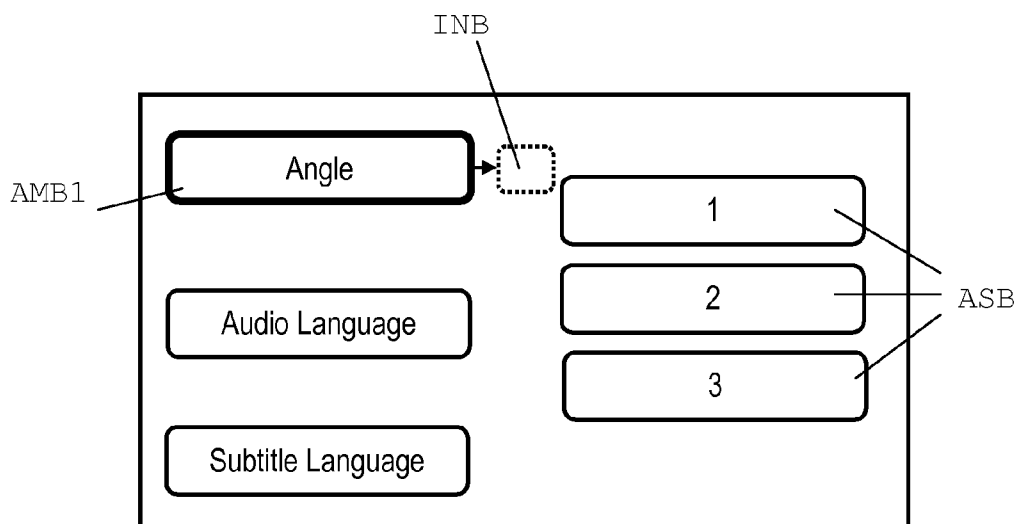 INB
Angle
AMB1
1
2
ASB
Audio Language
3
Subtitle Language